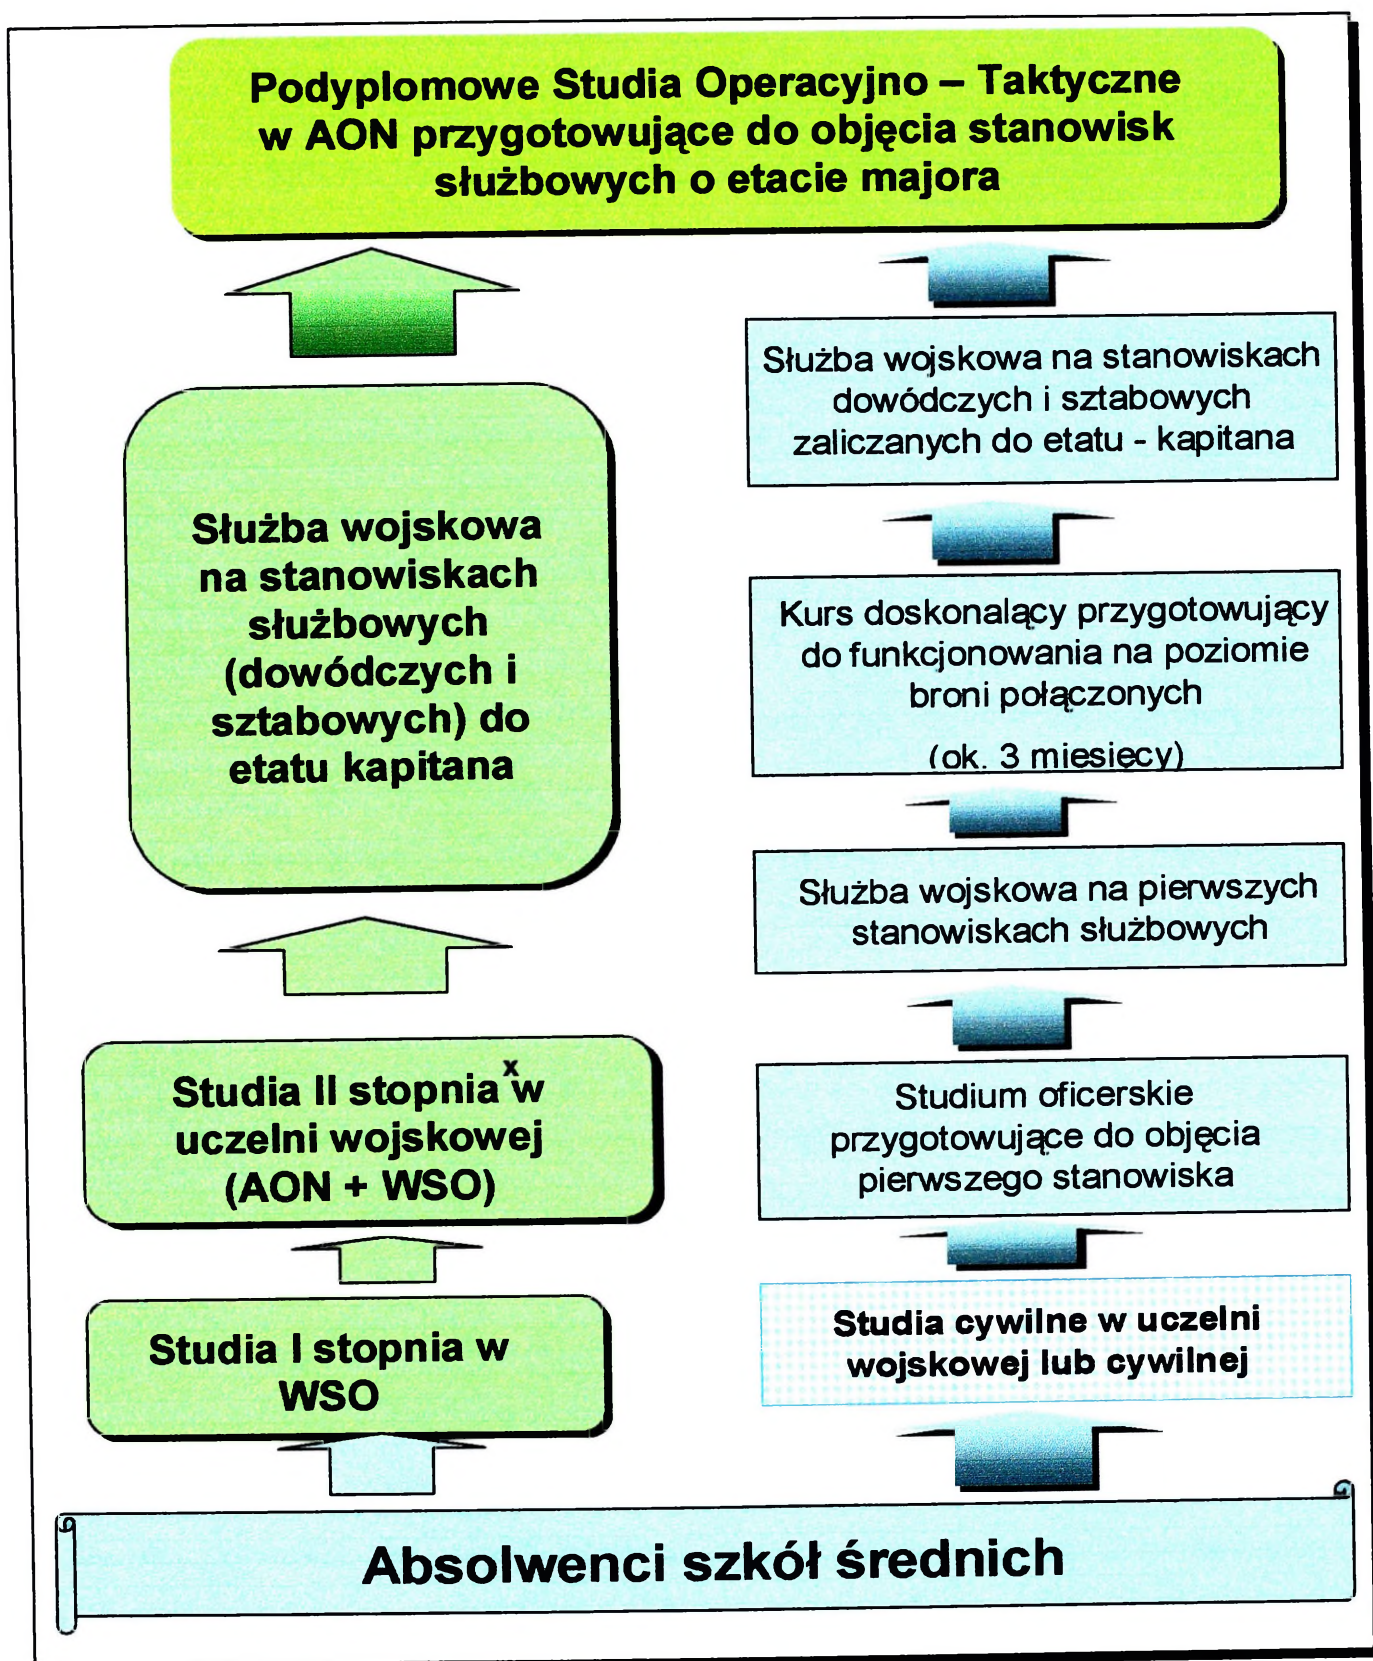 Podyplomowe Studia Operacyjno – Taktyczne
w AON przygotowujące do objęcia stanowisk
służbowych o etacie majora
Służba wojskowa
na stanowiskach
służbowych
(dowódczych i
sztabowych) do
etatu kapitana
Studia II stopnia x w
uczelni wojskowej
(AON + WSO)
Studia I stopnia w
WSO
Służba wojskowa na stanowiskach
dowódczych i sztabowych
zaliczanych do etatu - kapitana
Kurs doskonalący przygotowujący
do funkcjonowania na poziomie
broni połączonych
(ok. 3 miesięcy)
Służba wojskowa na pierwszych
stanowiskach służbowych
Studium oficerskie
przygotowujące do objęcia
pierwszego stanowiska
Studia cywilne w uczelni
wojskowej lub cywilnej
Absolwenci szkół średnich